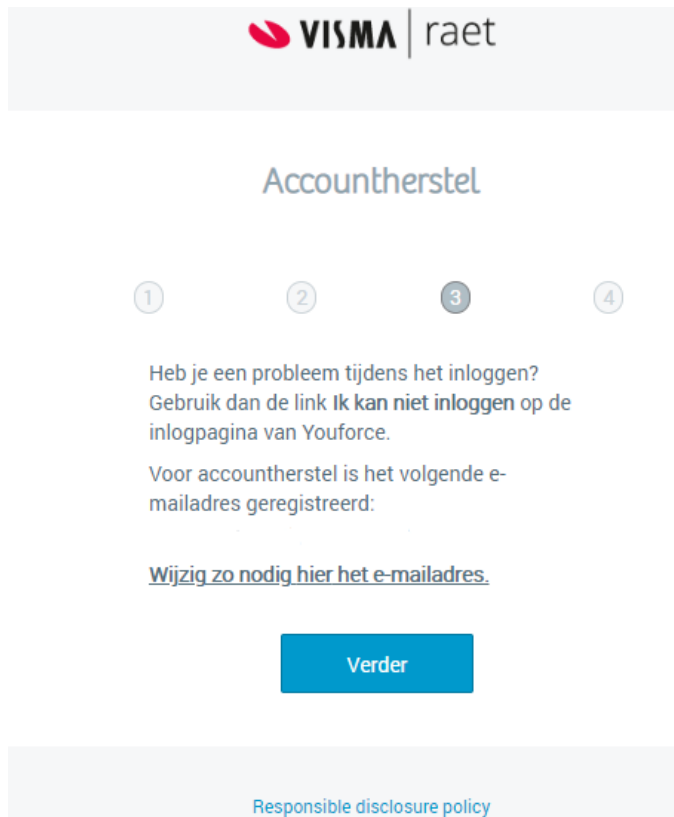 VISMA | raet
Accountherstel
1 2 3 4
Heb je een probleem tijdens het inloggen?
Gebruik dan de link Ik kan niet inloggen op de
inlogpagina van Youforce.
Voor accountherstel is het volgende e-
mailadres geregistreerd:
Wijzig zo nodig hier het e-mailadres.
Verder
Responsible disclosure policy